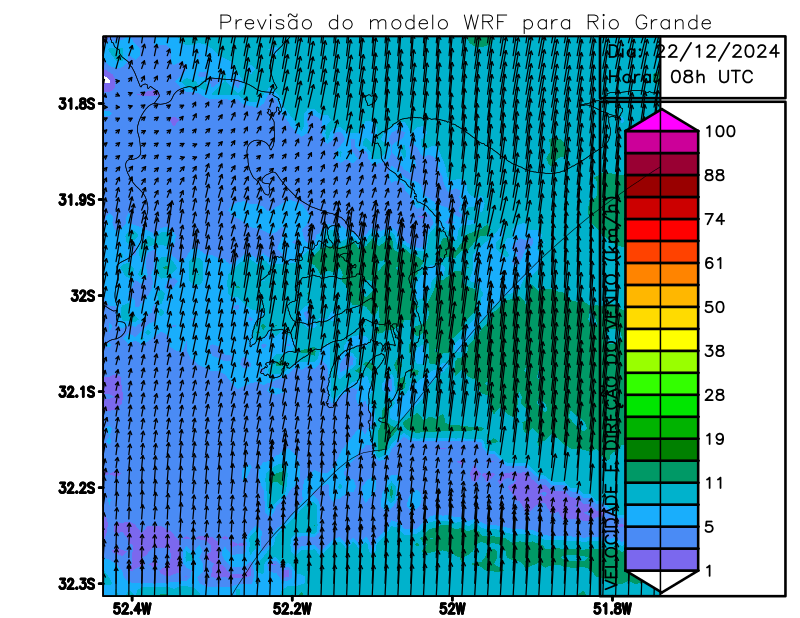 Previsão do modelo WRF para Rio Grande
Dia: 22/12/2024
Hora: 08h UTC
31.8S
31.9S
32S
32.1S
32.2S
32.3S
52.4W
52.2W
52W
51.8W
VELOCIDADE E DIREÇÃO DO VENTO (km/h)
100
88
74
61
50
38
28
19
11
5
1